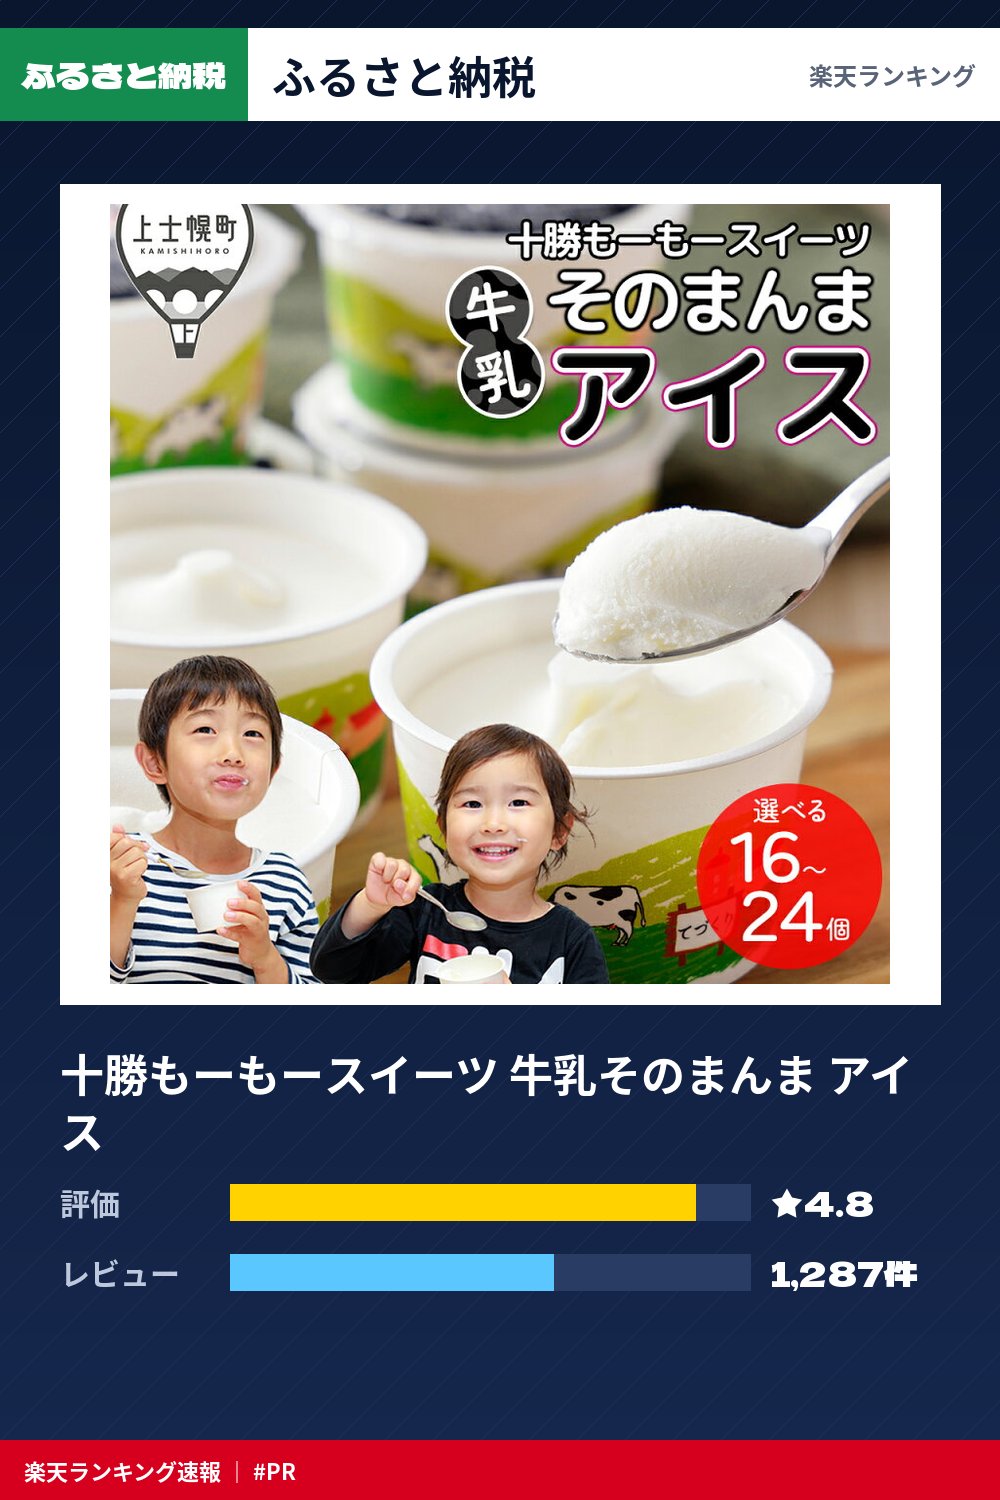 ふるさと納税
ふるさと納税
楽天ランキング
上士幌町
KAMISHIHORO
十勝もーもースイーツ
牛乳
そのまんま
アイス
選べる
16～
24個
てづくり
十勝もーもースイーツ 牛乳そのまんま アイ
ス
評価
★4.8
レビュー
1,287件
楽天ランキング速報｜#PR